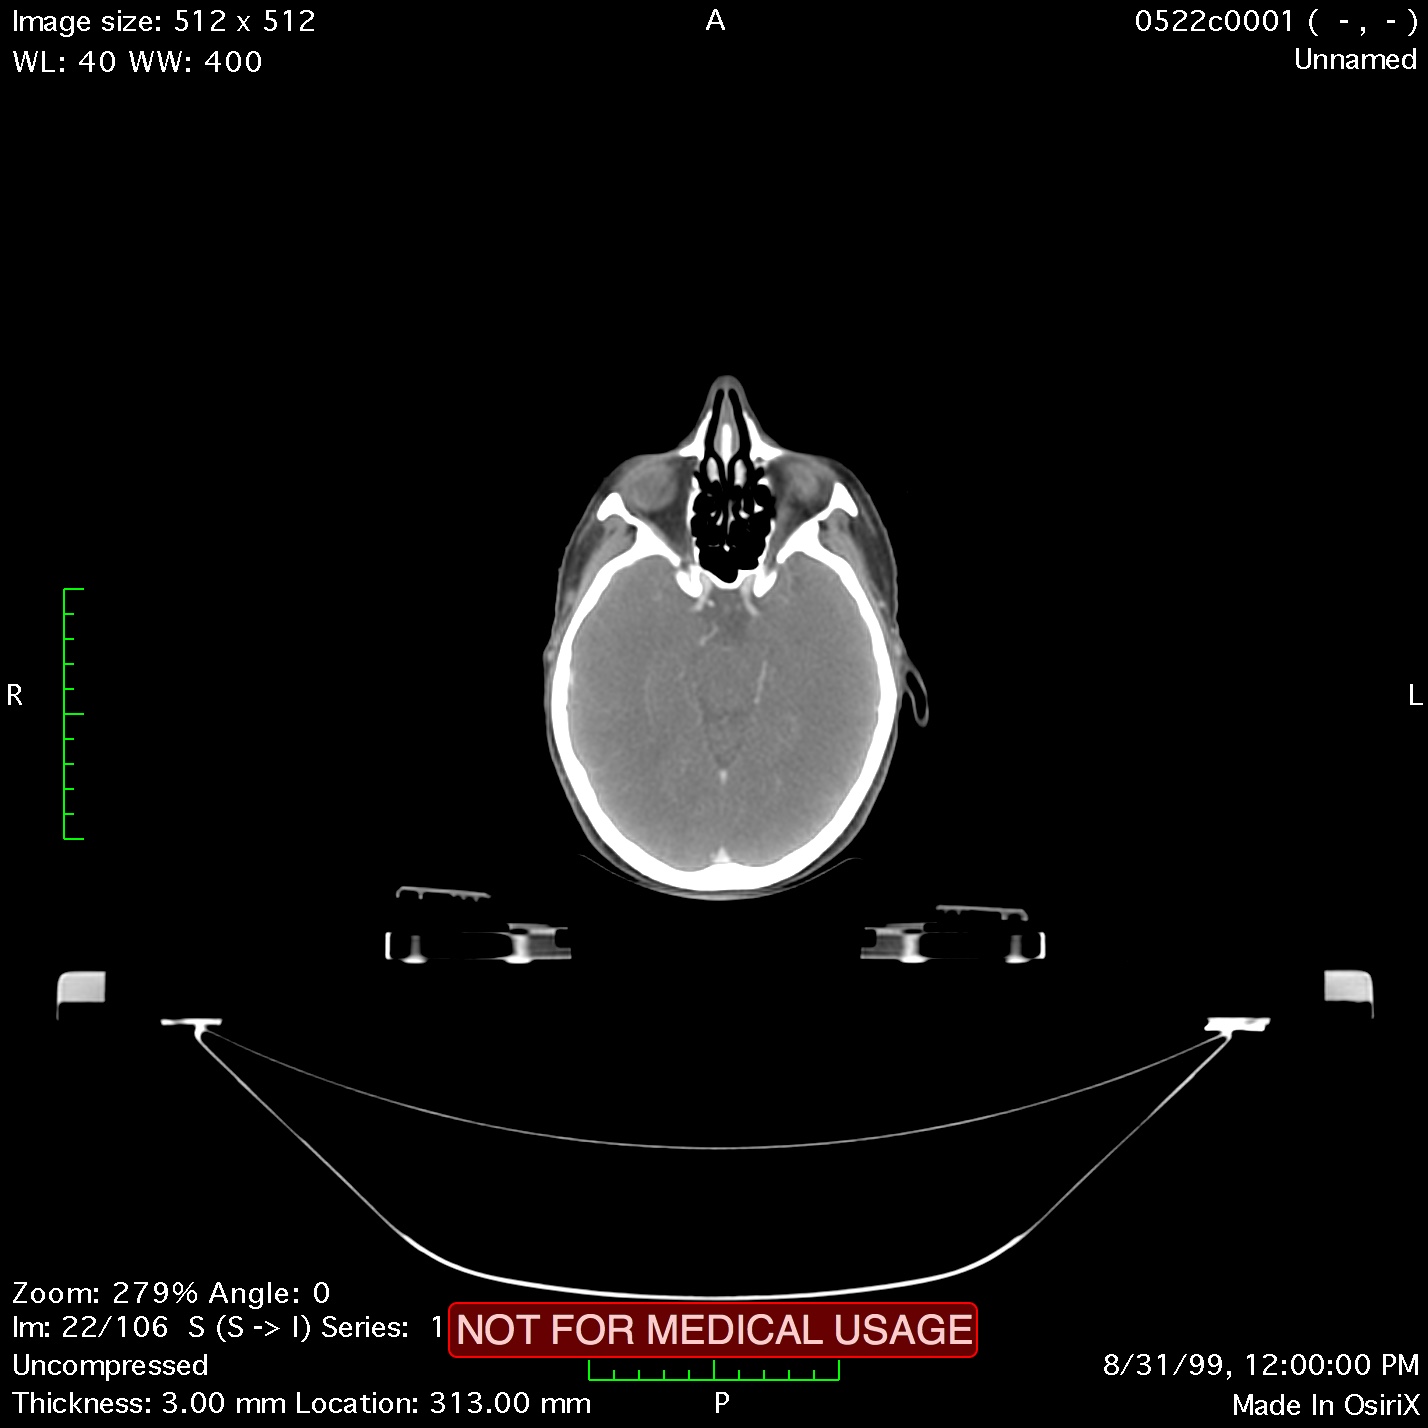 Image size: 512 x 512
WL: 40 WW: 400
A
0522c0001 ( -, -)
Unnamed
R
L
Zoom: 279% Angle: 0
Im: 22/106 S (S -> I) Series: 1
Uncompressed
Thickness: 3.00 mm Location: 313.00 mm
NOT FOR MEDICAL USAGE
P
8/31/99, 12:00:00 PM
Made In OsiriX